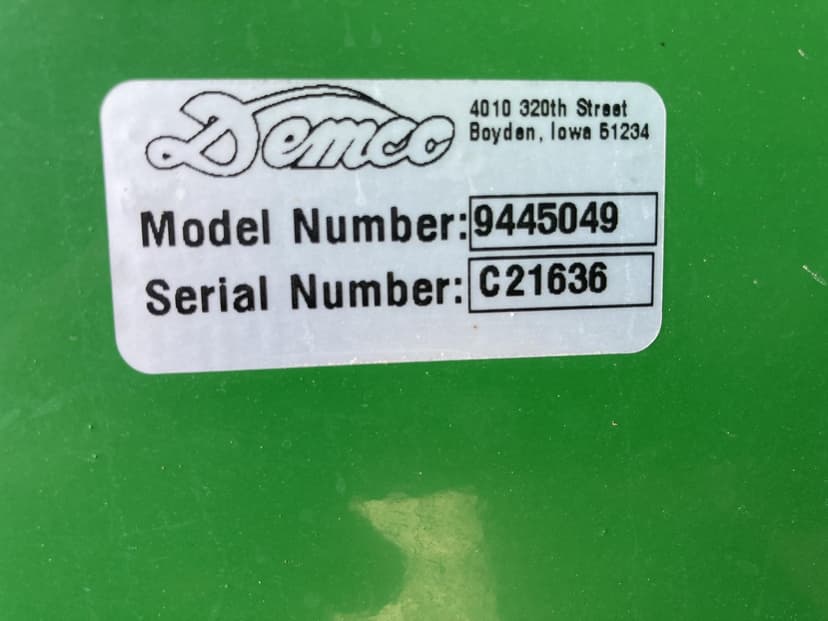 Demco
4010 320th Street
Boyden, Iowa 51234
Model Number: 9445049
Serial Number: C21636